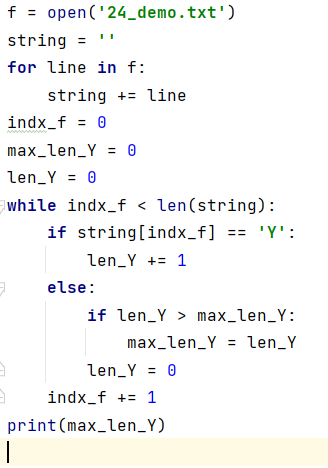 f = open('24_demo.txt')
string = ''
for line in f:
    string += line
indx_f = 0
max_len_Y = 0
len_Y = 0
while indx_f < len(string):
    if string[indx_f] == 'Y':
        len_Y += 1
    else:
        if len_Y > max_len_Y:
            max_len_Y = len_Y
        len_Y = 0
    indx_f += 1
print(max_len_Y)